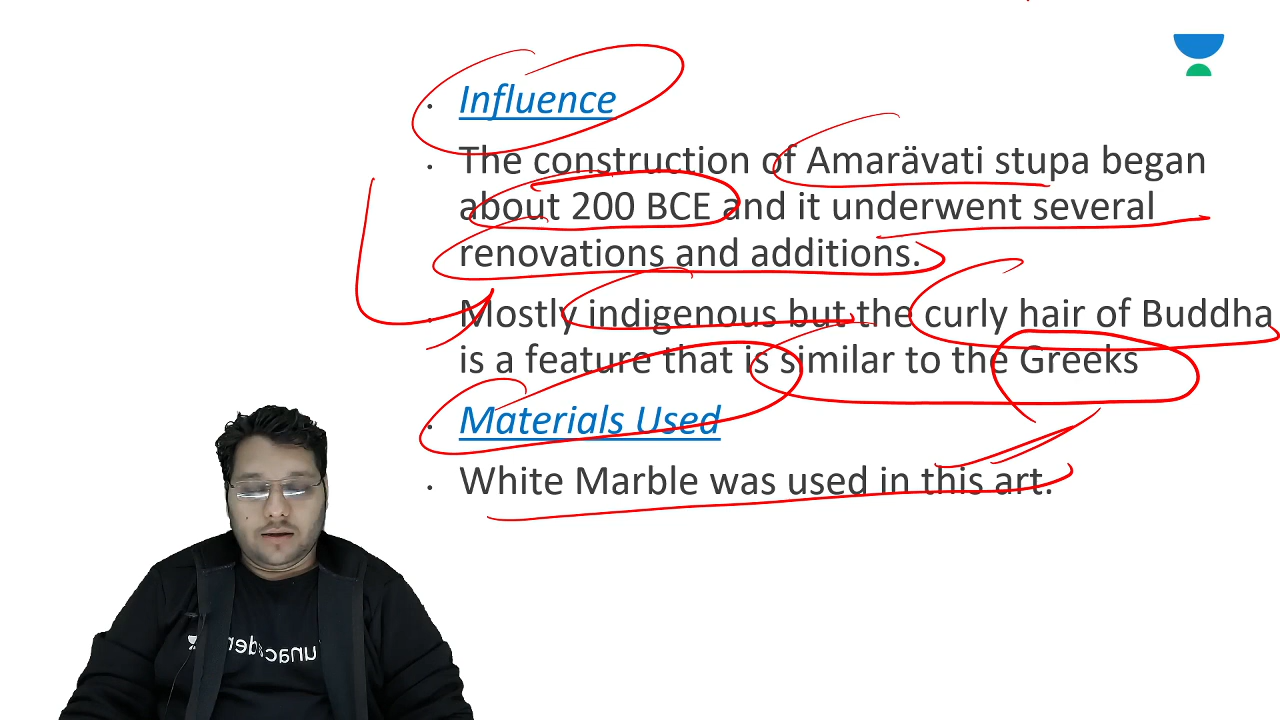 Influence
The construction of Amarävati stupa began
about 200 BCE and it underwent several
renovations and additions.
Mostly indigenous but the curly hair of Buddha
is a feature that is similar to the Greeks
Materials Used
White Marble was used in this art.